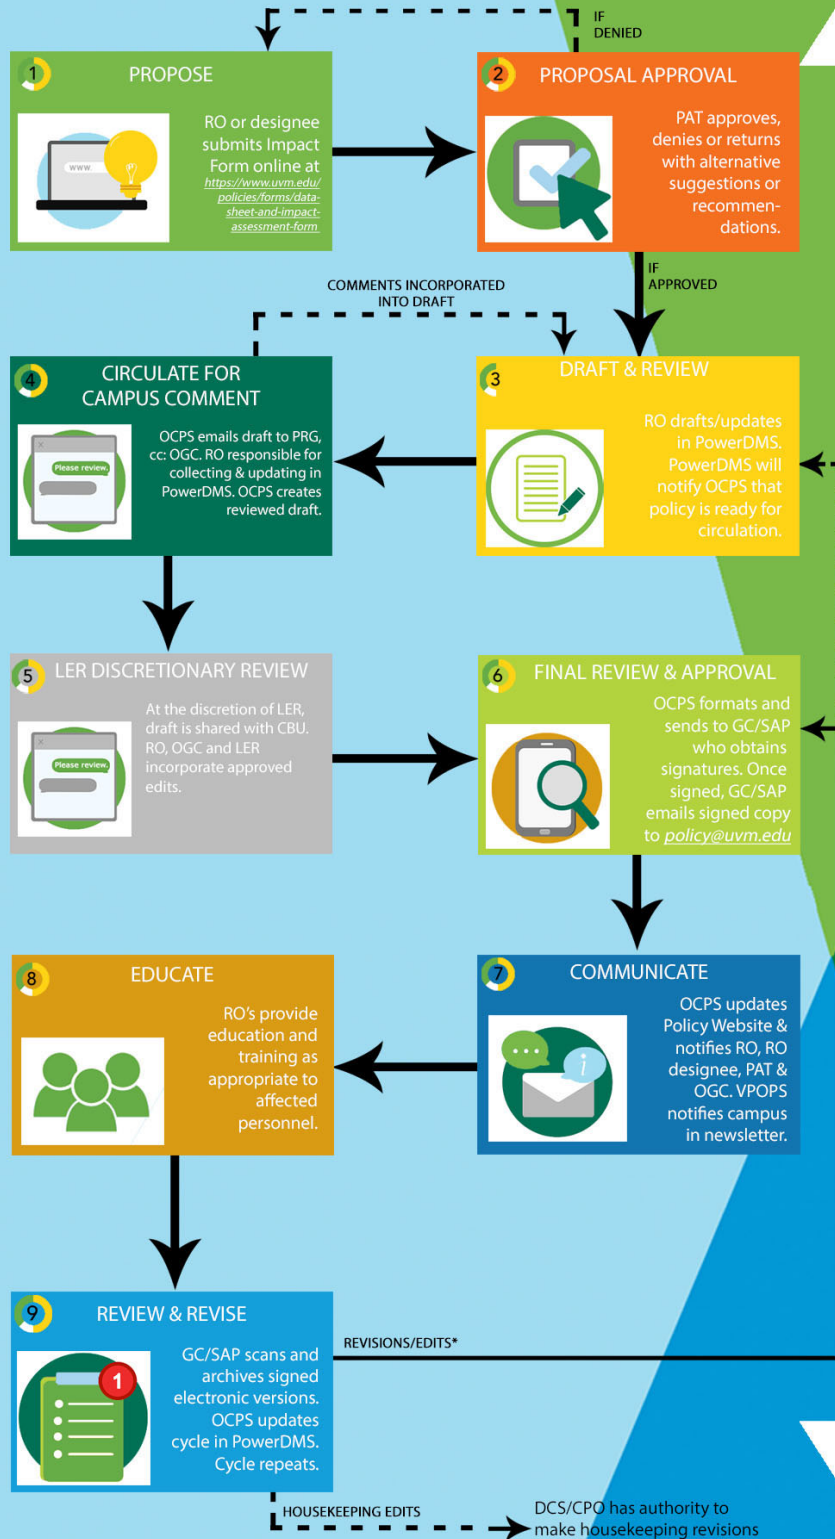 IF
DENIED
1
PROPOSE
www.
RO or designee
submits Impact
Form online at
https://www.uvm.edu/
policies/forms/data-
sheet-and-impact-
assessment-form
2
PROPOSAL APPROVAL
PAT approves,
denies or returns
with alternative
suggestions or
recommen-
dations.
IF
APPROVED
COMMENTS INCORPORATED
INTO DRAFT
3
DRAFT & REVIEW
RO drafts/updates
in PowerDMS.
PowerDMS will
notify OCPS that
policy is ready for
circulation.
4
CIRCULATE FOR
CAMPUS COMMENT
X
Please review.
OCPS emails draft to PRG,
cc: OGC. RO responsible for
collecting & updating in
PowerDMS. OCPS creates
reviewed draft.
5
LER DISCRETIONARY REVIEW
X
Please review.
At the discretion of LER,
draft is shared with CBU.
RO, OGC and LER
incorporate approved
edits.
6
FINAL REVIEW & APPROVAL
OCPS formats and
sends to GC/SAP
who obtains
signatures. Once
signed, GC/SAP
emails signed copy
to policy@uvm.edu
7
COMMUNICATE
i
OCPS updates
Policy Website &
notifies RO, RO
designee, PAT &
OGC. VPOPS
notifies campus
in newsletter.
8
EDUCATE
RO's provide
education and
training as
appropriate to
affected
personnel.
9
REVIEW & REVISE
1
GC/SAP scans and
archives signed
electronic versions.
OCPS updates
cycle in PowerDMS.
Cycle repeats.
REVISIONS/EDITS*
HOUSEKEEPING EDITS
DCS/CPO has authority to
make housekeeping revisions